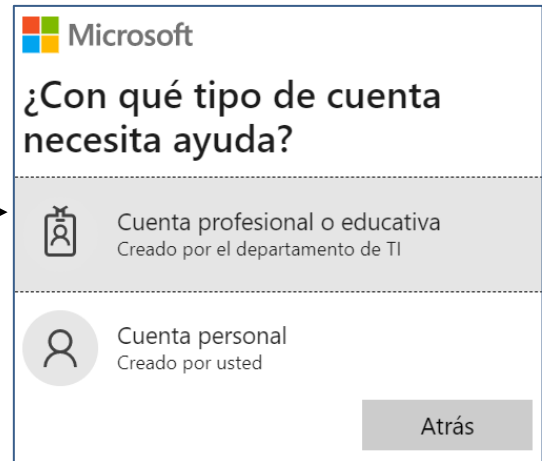 Microsoft
¿Con qué tipo de cuenta
necesita ayuda?
Cuenta profesional o educativa
Creado por el departamento de TI
Cuenta personal
Creado por usted
Atrás